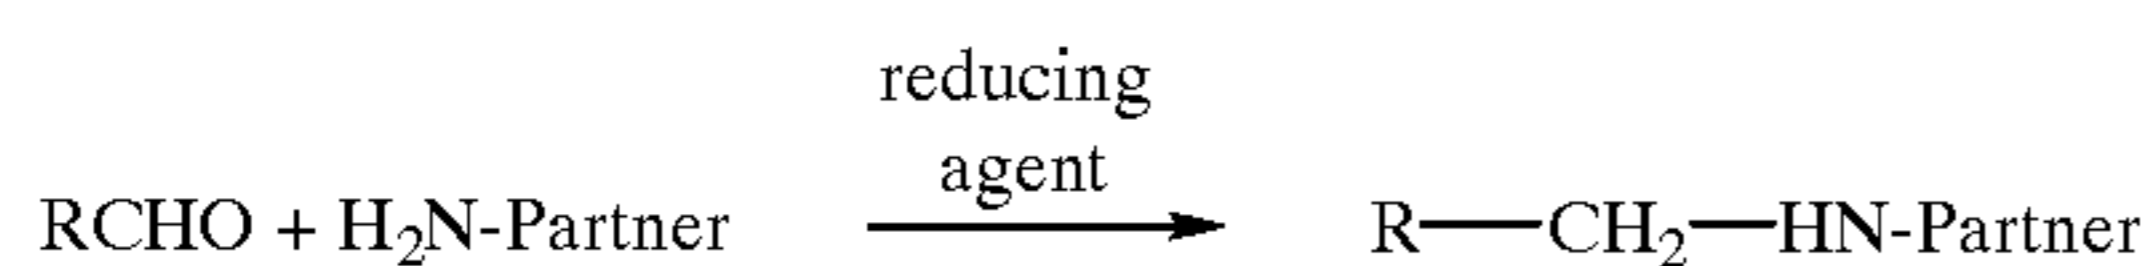 reducing
agent
RCHO + H₂N-Partner R—CH₂—HN-Partner